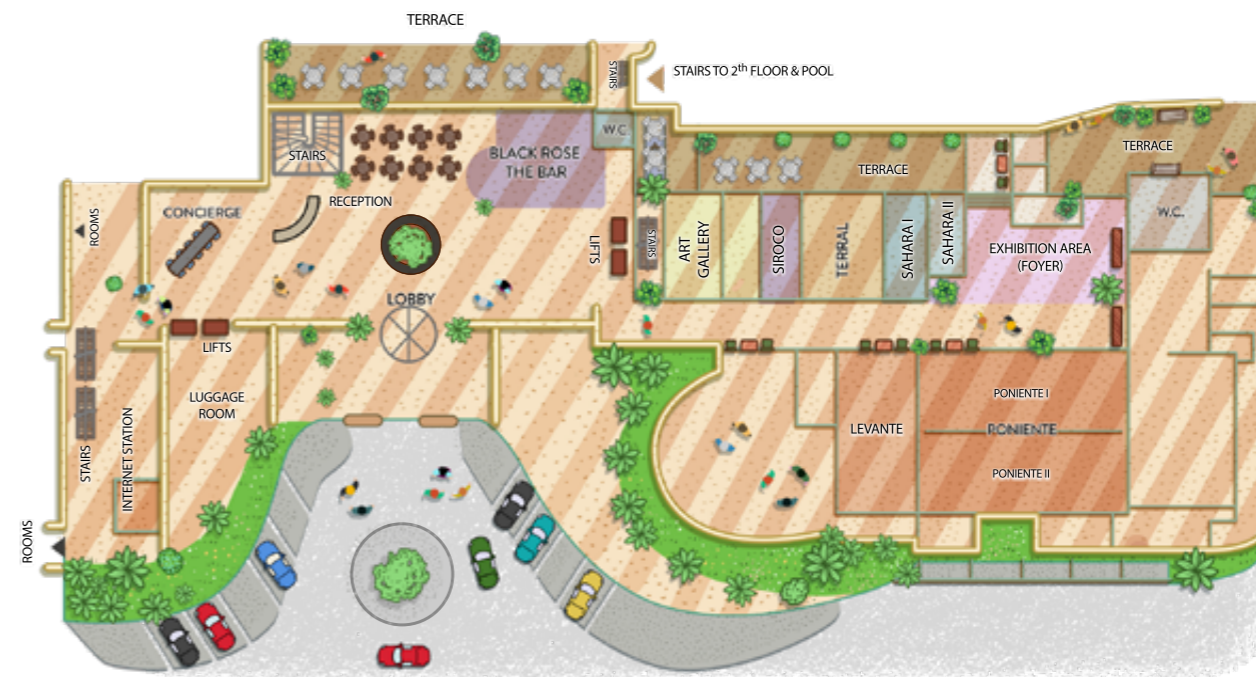 TERRACE
STAIRS
STAIRS TO 2th FLOOR & POOL
W.C.
STAIRS
BLACK ROSE
THE BAR
TERRACE
TERRACE
RECEPTION
CONCIERGE
ROOMS
W.C.
LIFTS
STAIRS
ART
GALLERY
SIROCO
TERRAL
SAHARA I
SAHARA II
EXHIBITION AREA
(FOYER)
LOBBY
LIFTS
LUGGAGE
ROOM
STAIRS
INTERNET STATION
LEVANTE
PONIENTE I
PONIENTE
PONIENTE II
ROOMS